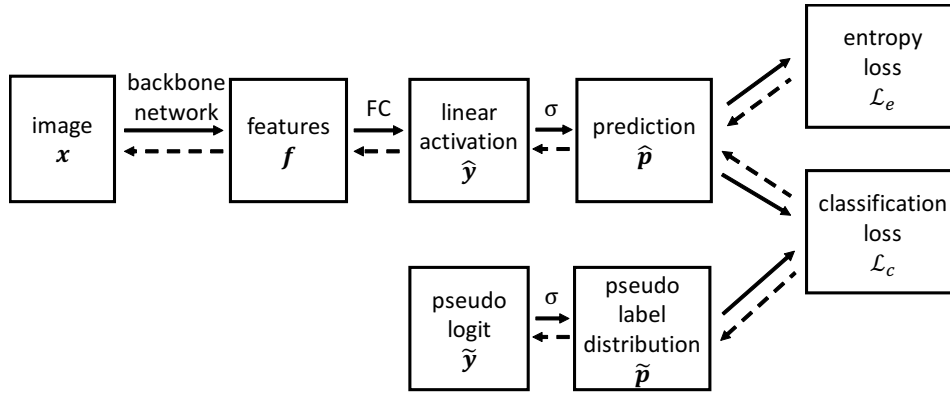 image
𝒙
backbone
network
features
𝒇
FC
linear
activation
ŷ
σ
prediction
p̂
entropy
loss
ℒₑ
classification
loss
ℒ𝑐
pseudo
logit
ỹ
σ
pseudo
label
distribution
p̃